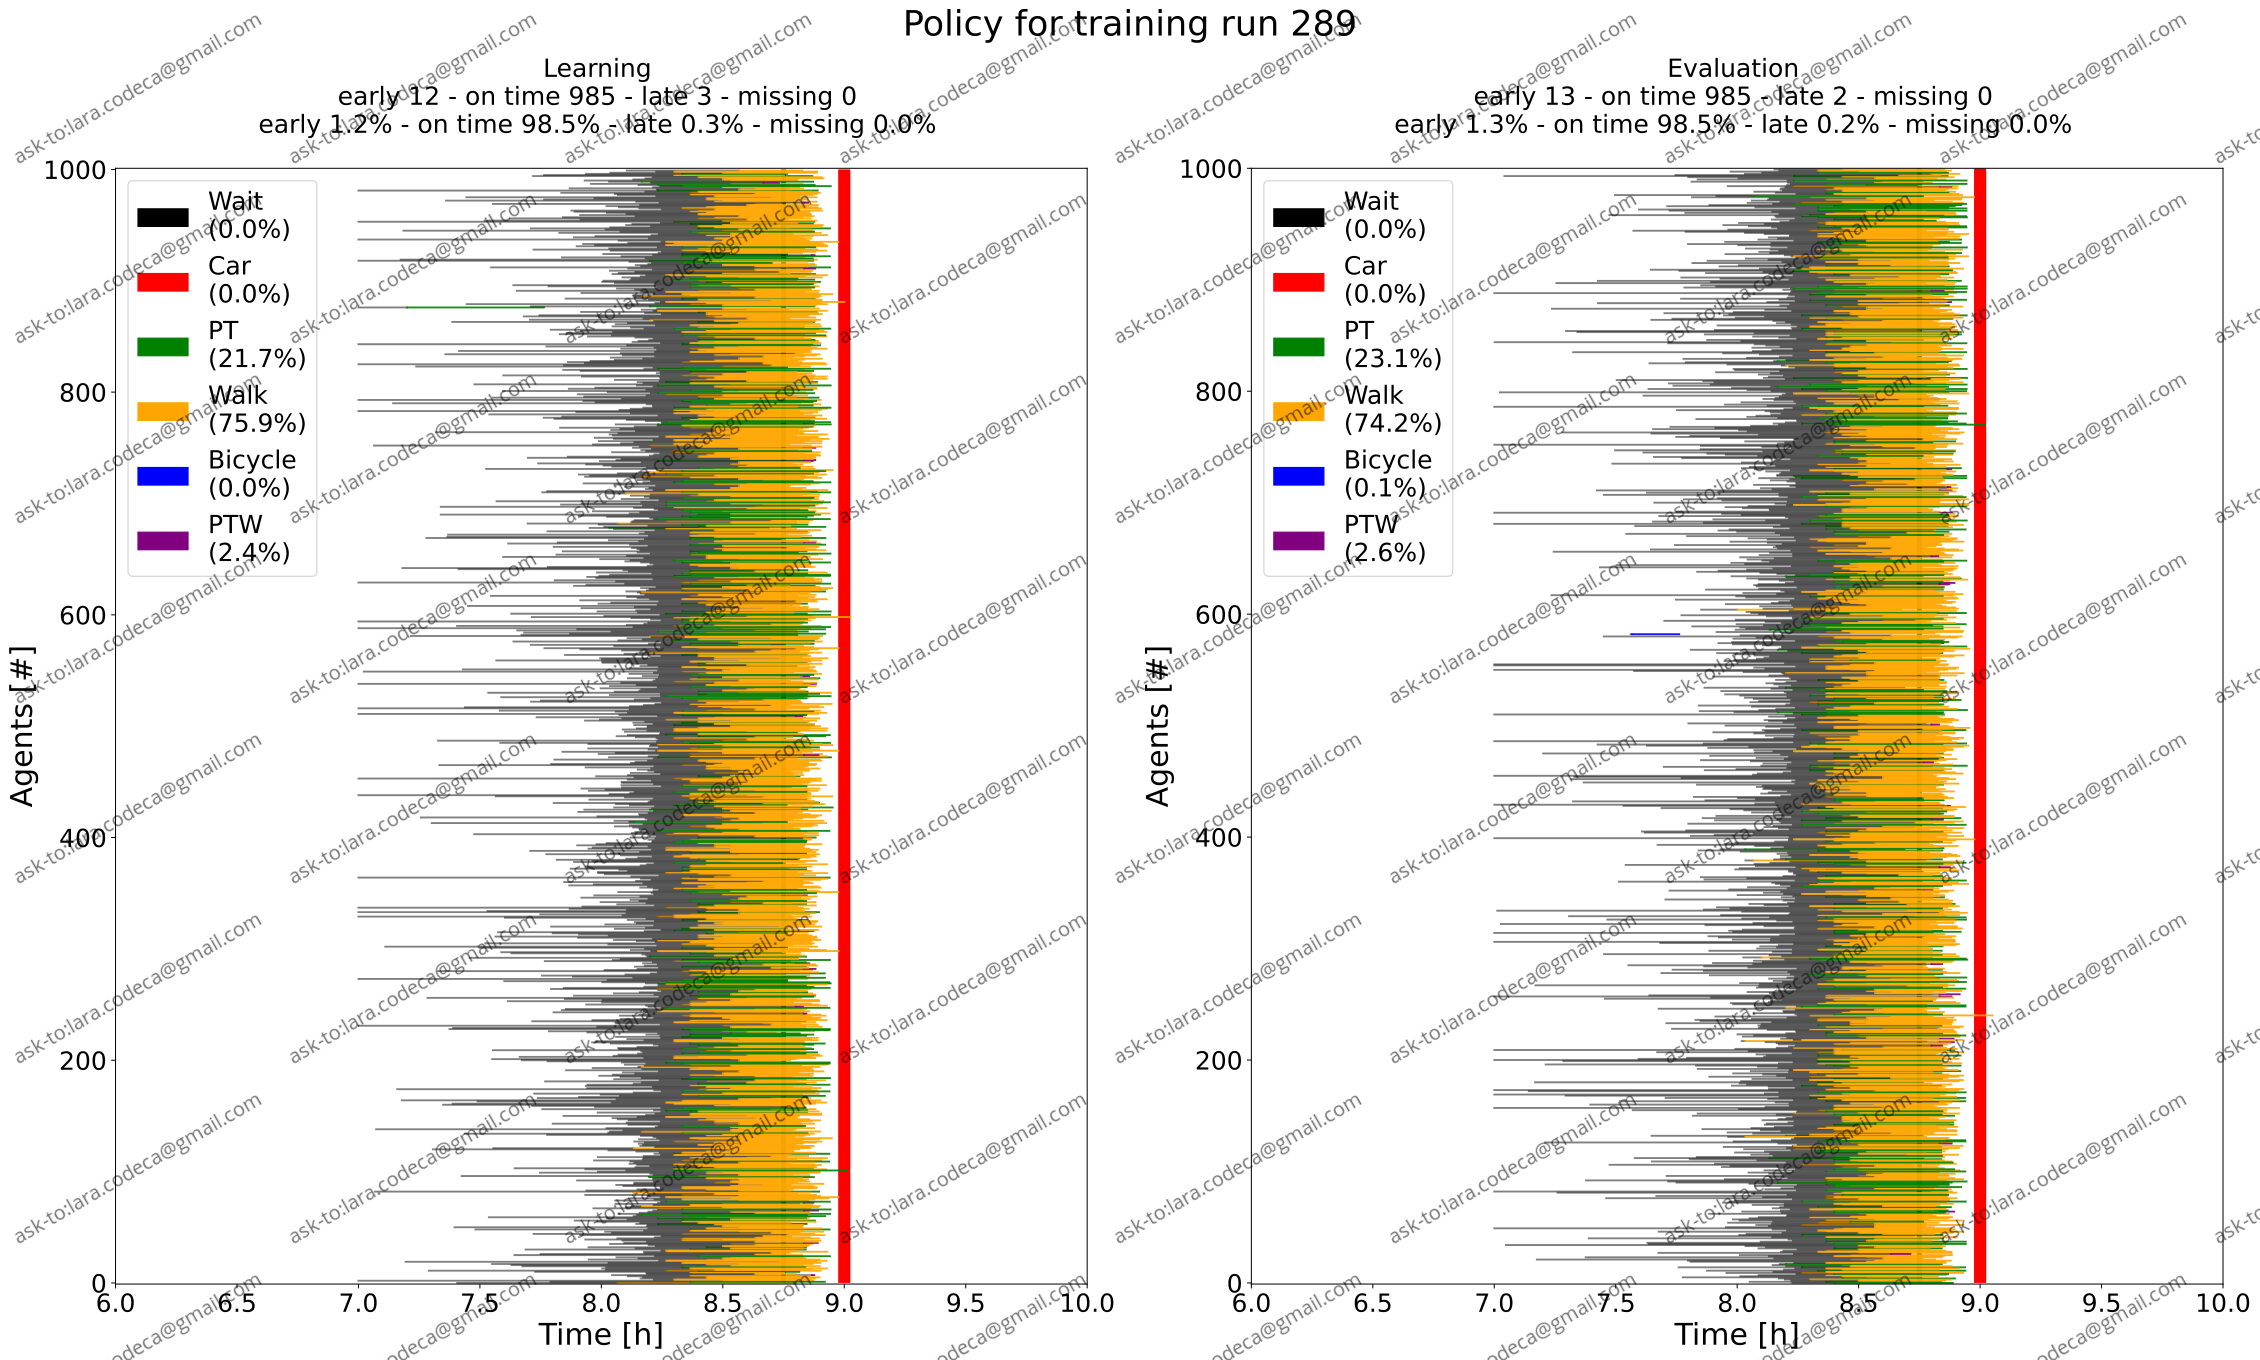 Policy for training run 289
Learning
early 12 - on time 985 - late 3 - missing 0
early 1.2% - on time 98.5% - late 0.3% - missing 0.0%
Agents [#]
1000
800
600
400
200
0
Wait
(0.0%)
Car
(0.0%)
PT
(21.7%)
Walk
(75.9%)
Bicycle
(0.0%)
PTW
(2.4%)
6.0 6.5 7.0 7.5 8.0 8.5 9.0 9.5 10.0
Time [h]
Evaluation
early 13 - on time 985 - late 2 - missing 0
early 1.3% - on time 98.5% - late 0.2% - missing 0.0%
Agents [#]
1000
800
600
400
200
0
Wait
(0.0%)
Car
(0.0%)
PT
(23.1%)
Walk
(74.2%)
Bicycle
(0.1%)
PTW
(2.6%)
6.0 6.5 7.0 7.5 8.0 8.5 9.0 9.5 10.0
Time [h]
ask-to:lara.codeca@gmail.com